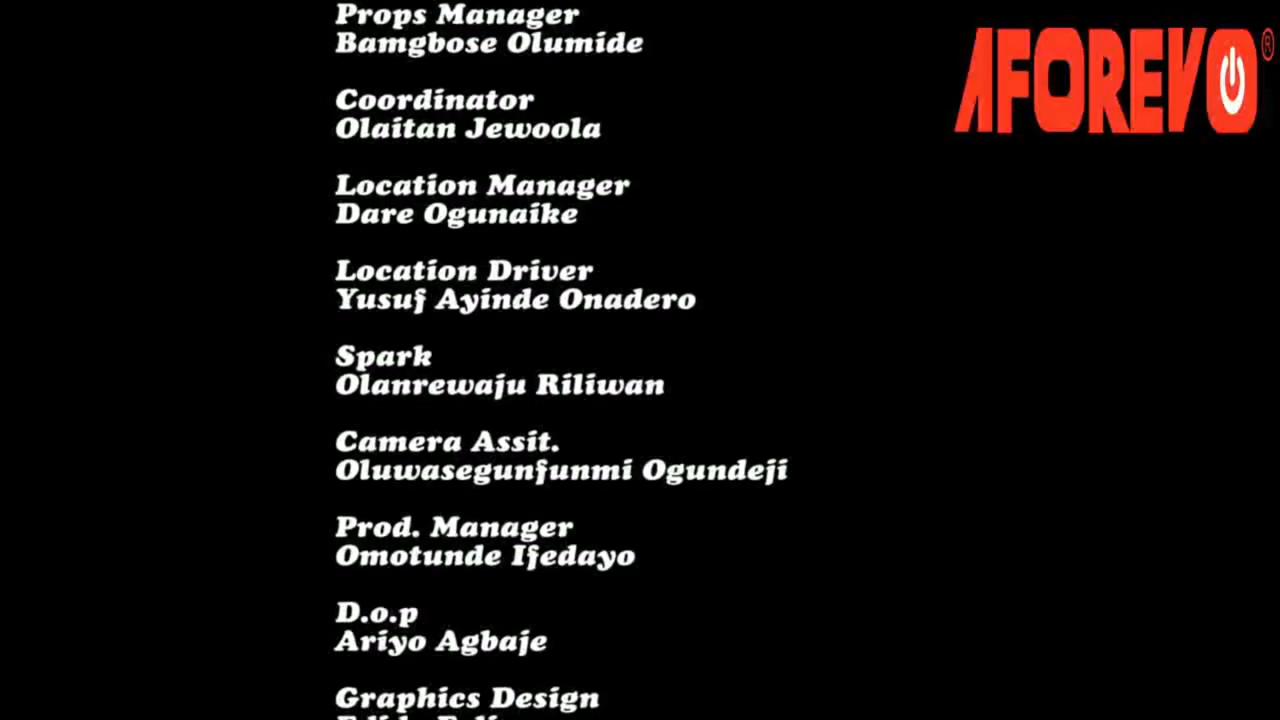 Props Manager
Bamgbose Olumide
AFOREVO®
Coordinator
Olaitan Jewoola
Location Manager
Dare Ogunaike
Location Driver
Yusuf Ayinde Onadero
Spark
Olanrewaju Riliwan
Camera Assit.
Oluwasegunfunmi Ogundeji
Prod. Manager
Omotunde Ifedayo
D.o.p
Ariyo Agbaje
Graphics Design